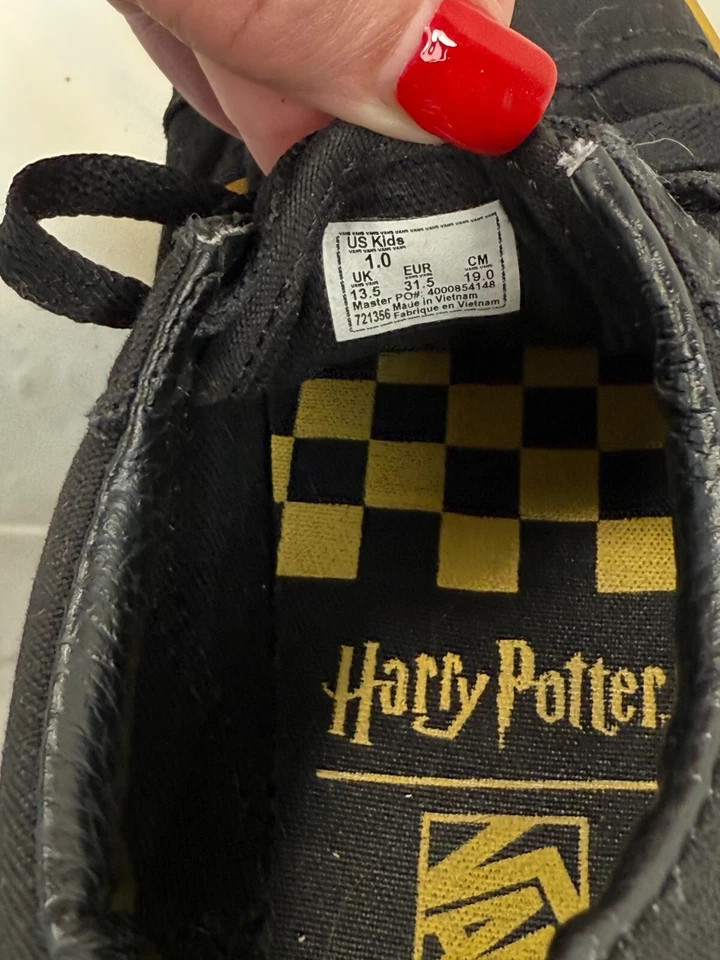 US Kids
1.0
UK EUR CM
13.5 31.5 19.0
Master PO#: 4000854148
Made in Vietnam
721356 Fabrique en Vietnam
Harry Potter